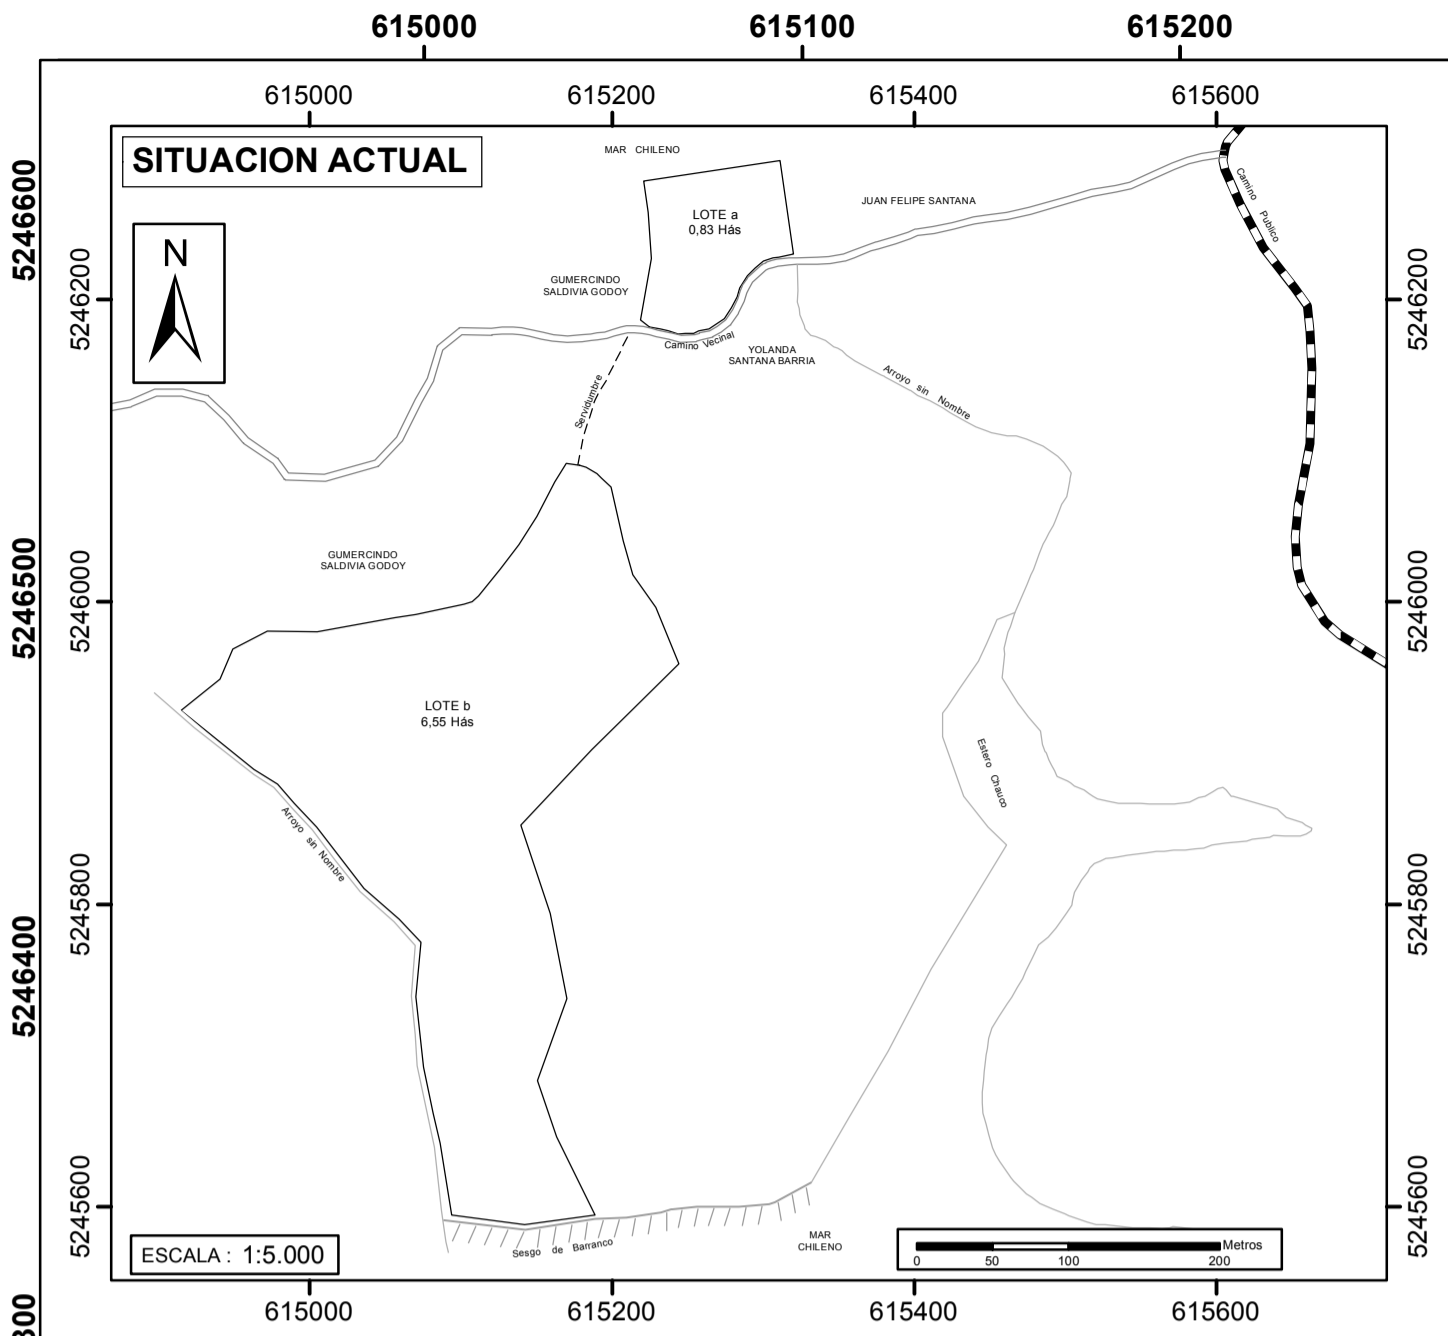 615000
615100
615200
615000
615200
615400
615600
SITUACION ACTUAL
MAR CHILENO
5246600
N
LOTE a
0,83 Hás
JUAN FELIPE SANTANA
Camino Publico
5246200
GUMERCINDO
SALDIVIA GODOY
5246200
Camino Vecinal
YOLANDA
SANTANA BARRIA
Servidumbre
Arroyo sin Nombre
5246500
GUMERCINDO
SALDIVIA GODOY
5246000
5246000
LOTE b
6,55 Hás
Estero Chauco
Arroyo sin Nombre
5246400
5245800
5245800
5245600
5245600
Sesgo de Barranco
MAR
CHILENO
ESCALA : 1:5.000
Metros
0
50
100
200
615000
615200
615400
615600